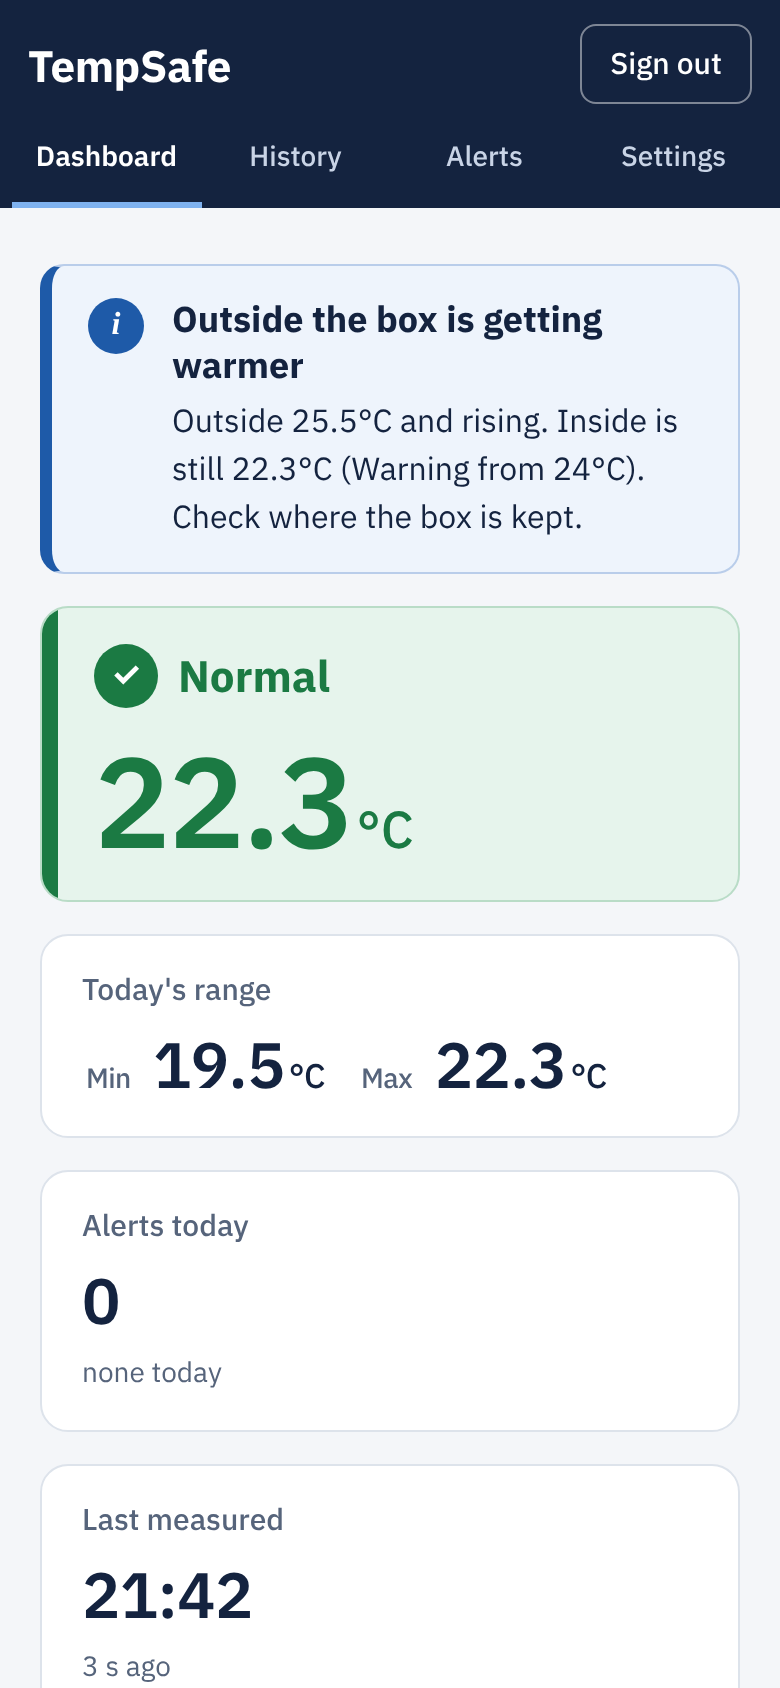 TempSafe
Sign out
Dashboard History Alerts Settings
i
Outside the box is getting
warmer
Outside 25.5°C and rising. Inside is
still 22.3°C (Warning from 24°C).
Check where the box is kept.
Normal
22.3 °C
Today's range
Min 19.5 °C Max 22.3 °C
Alerts today
0
none today
Last measured
21:42
3 s ago